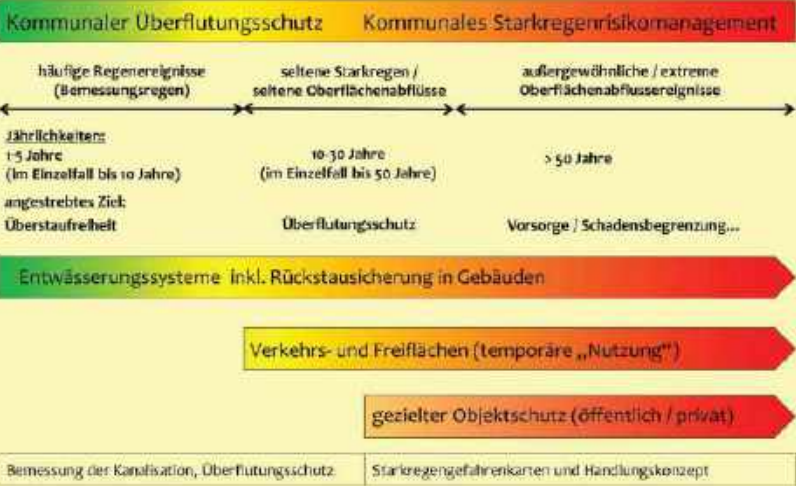 Kommunaler Überflutungsschutz Kommunales Starkregenrisikomanagement
häufige Regenereignisse
(Bemessungsregen)
seltene Starkregen /
seltene Oberflächenabflüsse
außergewöhnliche / extreme
Oberflächenabflussereignisse
Jährlichkeiten:
1-5 Jahre
(im Einzelfall bis 10 Jahre)
10-30 Jahre
(im Einzelfall bis 50 Jahre)
> 50 Jahre
angestrebtes Ziel:
Überstaufreiheit
Überflutungsschutz
Vorsorge / Schadensbegrenzung...
Entwässerungssysteme inkl. Rückstausicherung in Gebäuden
Verkehrs- und Freiflächen (temporäre „Nutzung“)
gezielter Objektschutz (öffentlich / privat)
Bemessung der Kanalisation, Überflutungsschutz
Starkregengefahrenkarten und Handlungskonzept